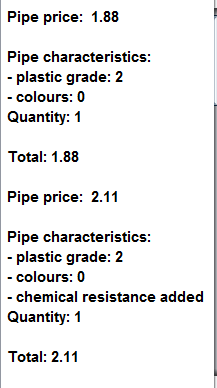 Pipe price:  1.88
Pipe characteristics:
- plastic grade: 2
- colours: 0
Quantity: 1
Total: 1.88
Pipe price:  2.11
Pipe characteristics:
- plastic grade: 2
- colours: 0
- chemical resistance added
Quantity: 1
Total: 2.11